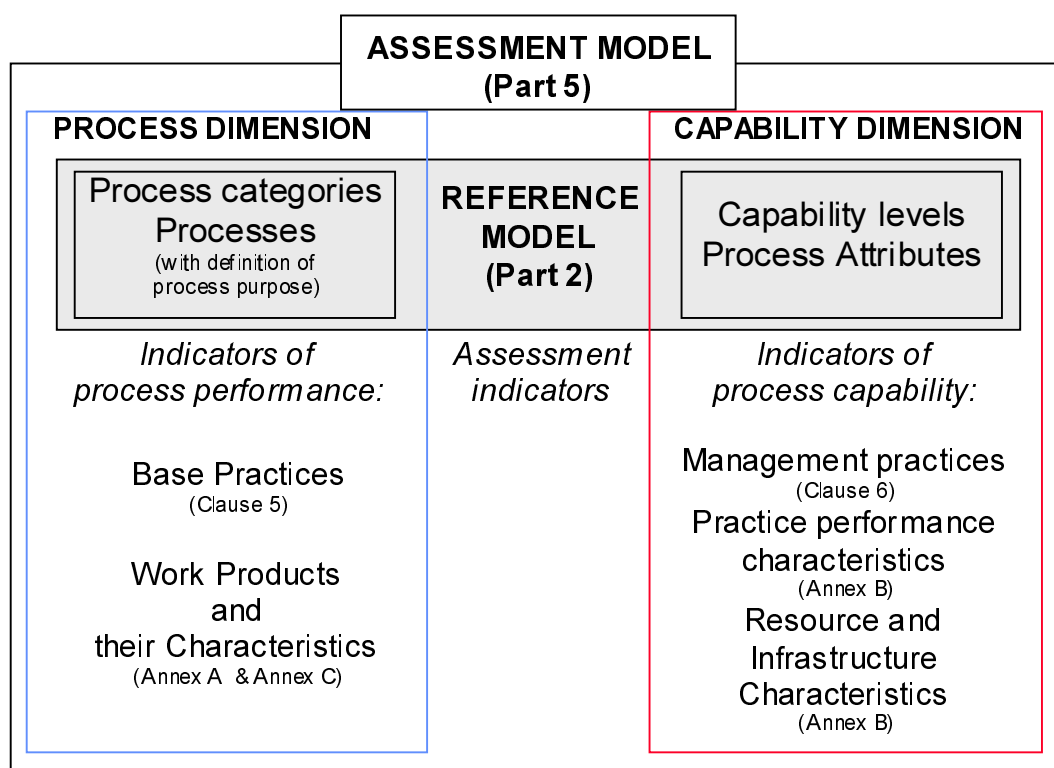 ASSESSMENT MODEL
(Part 5)
PROCESS DIMENSION
Process categories
Processes
(with definition of
process purpose)
REFERENCE
MODEL
(Part 2)
CAPABILITY DIMENSION
Capability levels
Process Attributes
Indicators of
process performance:
Base Practices
(Clause 5)
Work Products
and
their Characteristics
(Annex A & Annex C)
Assessment
indicators
Indicators of
process capability:
Management practices
(Clause 6)
Practice performance
characteristics
(Annex B)
Resource and
Infrastructure
Characteristics
(Annex B)